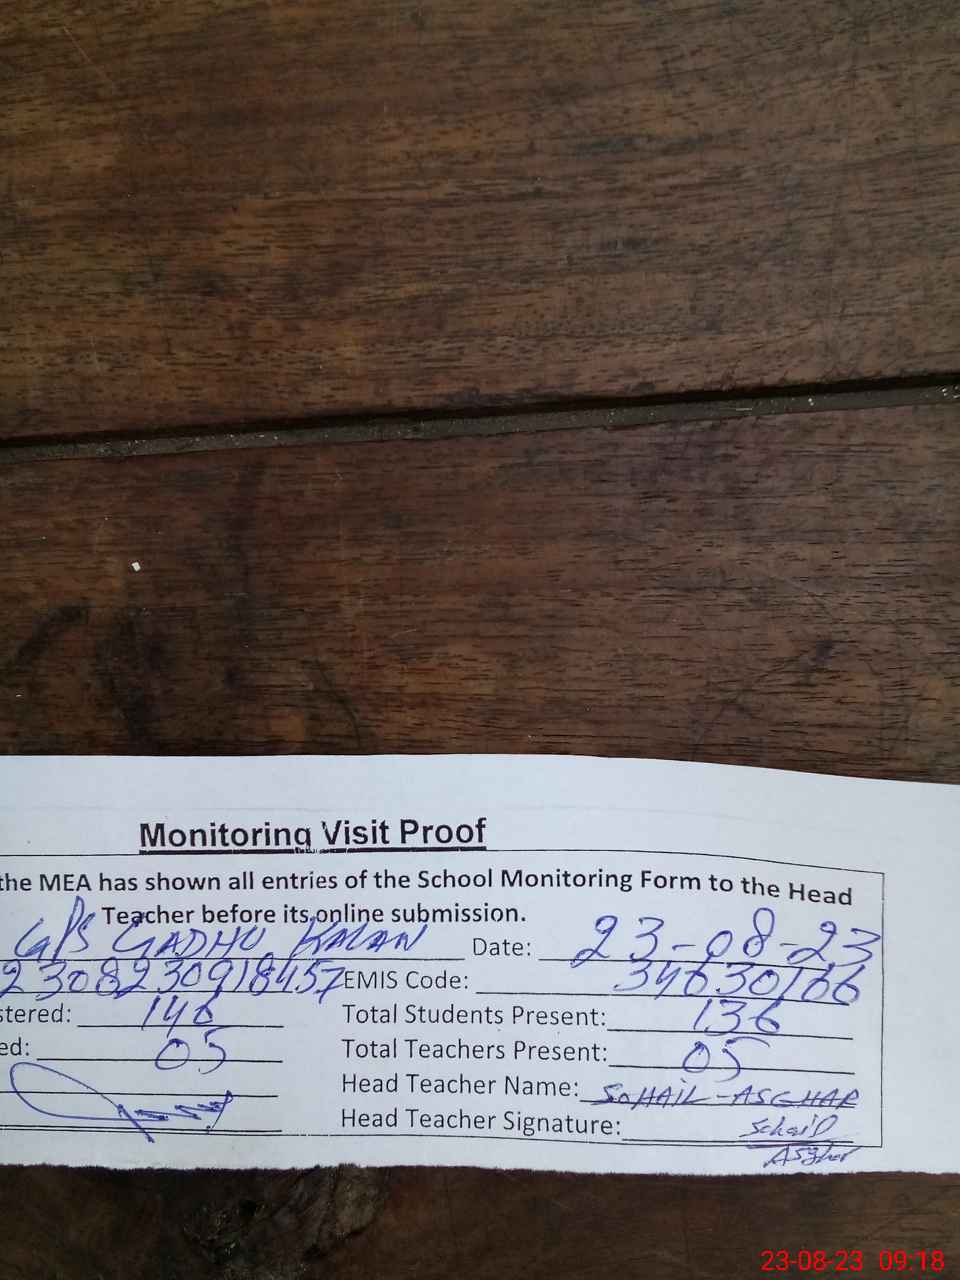 Monitoring Visit Proof
the MEA has shown all entries of the School Monitoring Form to the Head
Teacher before its online submission.
GPS GADHU KALAN Date: 23-08-23
2308230918457 EMIS Code: 34630166
stered: 146 Total Students Present: 136
ed: 05 Total Teachers Present: 05
Head Teacher Name: SOHAIL-ASGHAR
Head Teacher Signature: Sohail
Asghar
23-08-23 09:18